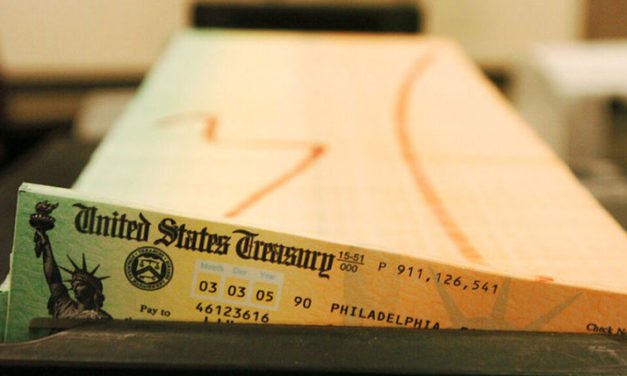 United States Treasury 15-51 000 P 911,126,541
Month Day Year
03 03 05 90 PHILADELPHIA
Pay to 46123616
Check N